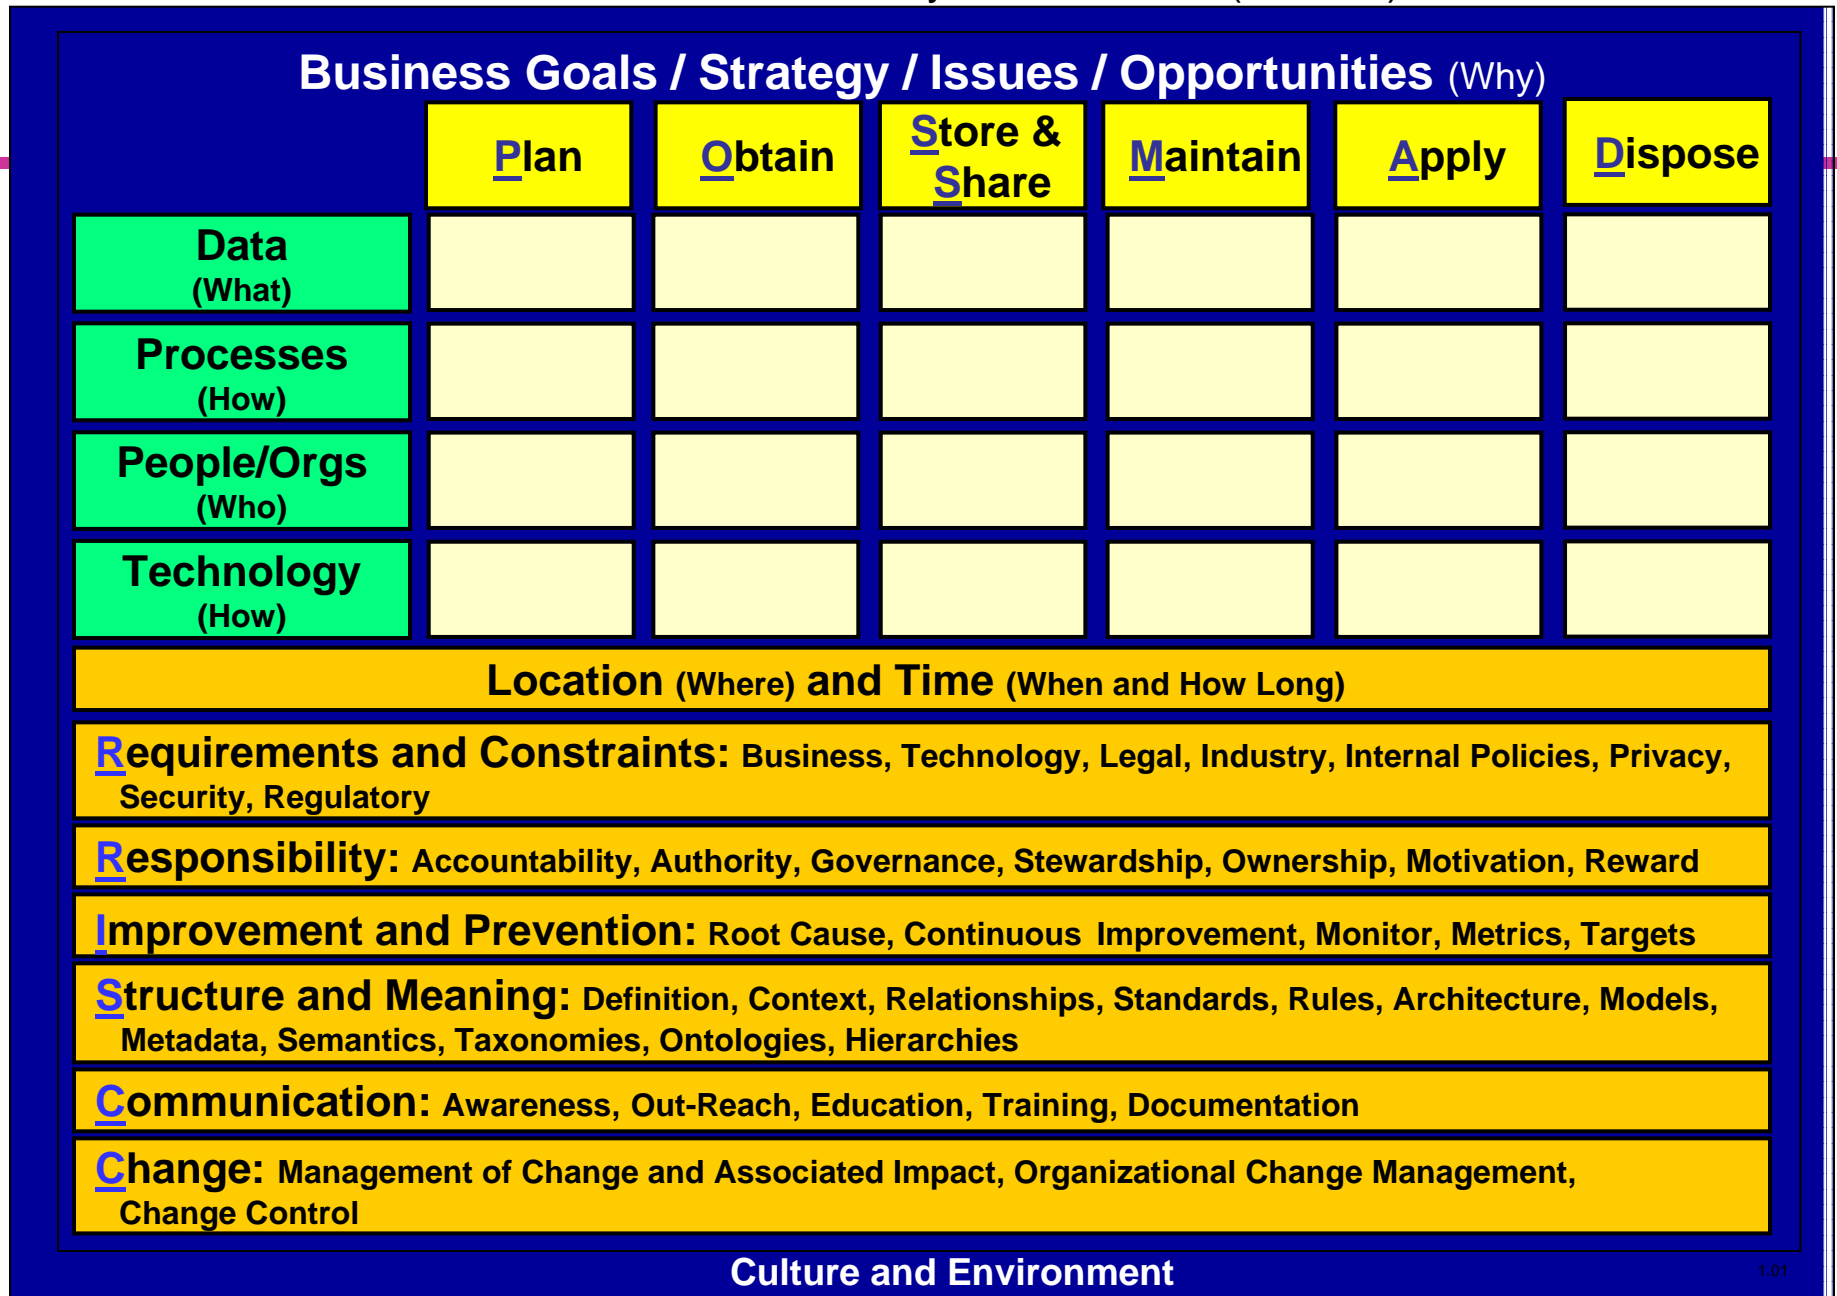 Business Goals / Strategy / Issues / Opportunities (Why)
Plan
Obtain
Store &
Share
Maintain
Apply
Dispose
Data
(What)
Processes
(How)
People/Orgs
(Who)
Technology
(How)
Location (Where) and Time (When and How Long)
Requirements and Constraints: Business, Technology, Legal, Industry, Internal Policies, Privacy,
Security, Regulatory
Responsibility: Accountability, Authority, Governance, Stewardship, Ownership, Motivation, Reward
Improvement and Prevention: Root Cause, Continuous Improvement, Monitor, Metrics, Targets
Structure and Meaning: Definition, Context, Relationships, Standards, Rules, Architecture, Models,
Metadata, Semantics, Taxonomies, Ontologies, Hierarchies
Communication: Awareness, Out-Reach, Education, Training, Documentation
Change: Management of Change and Associated Impact, Organizational Change Management,
Change Control
Culture and Environment